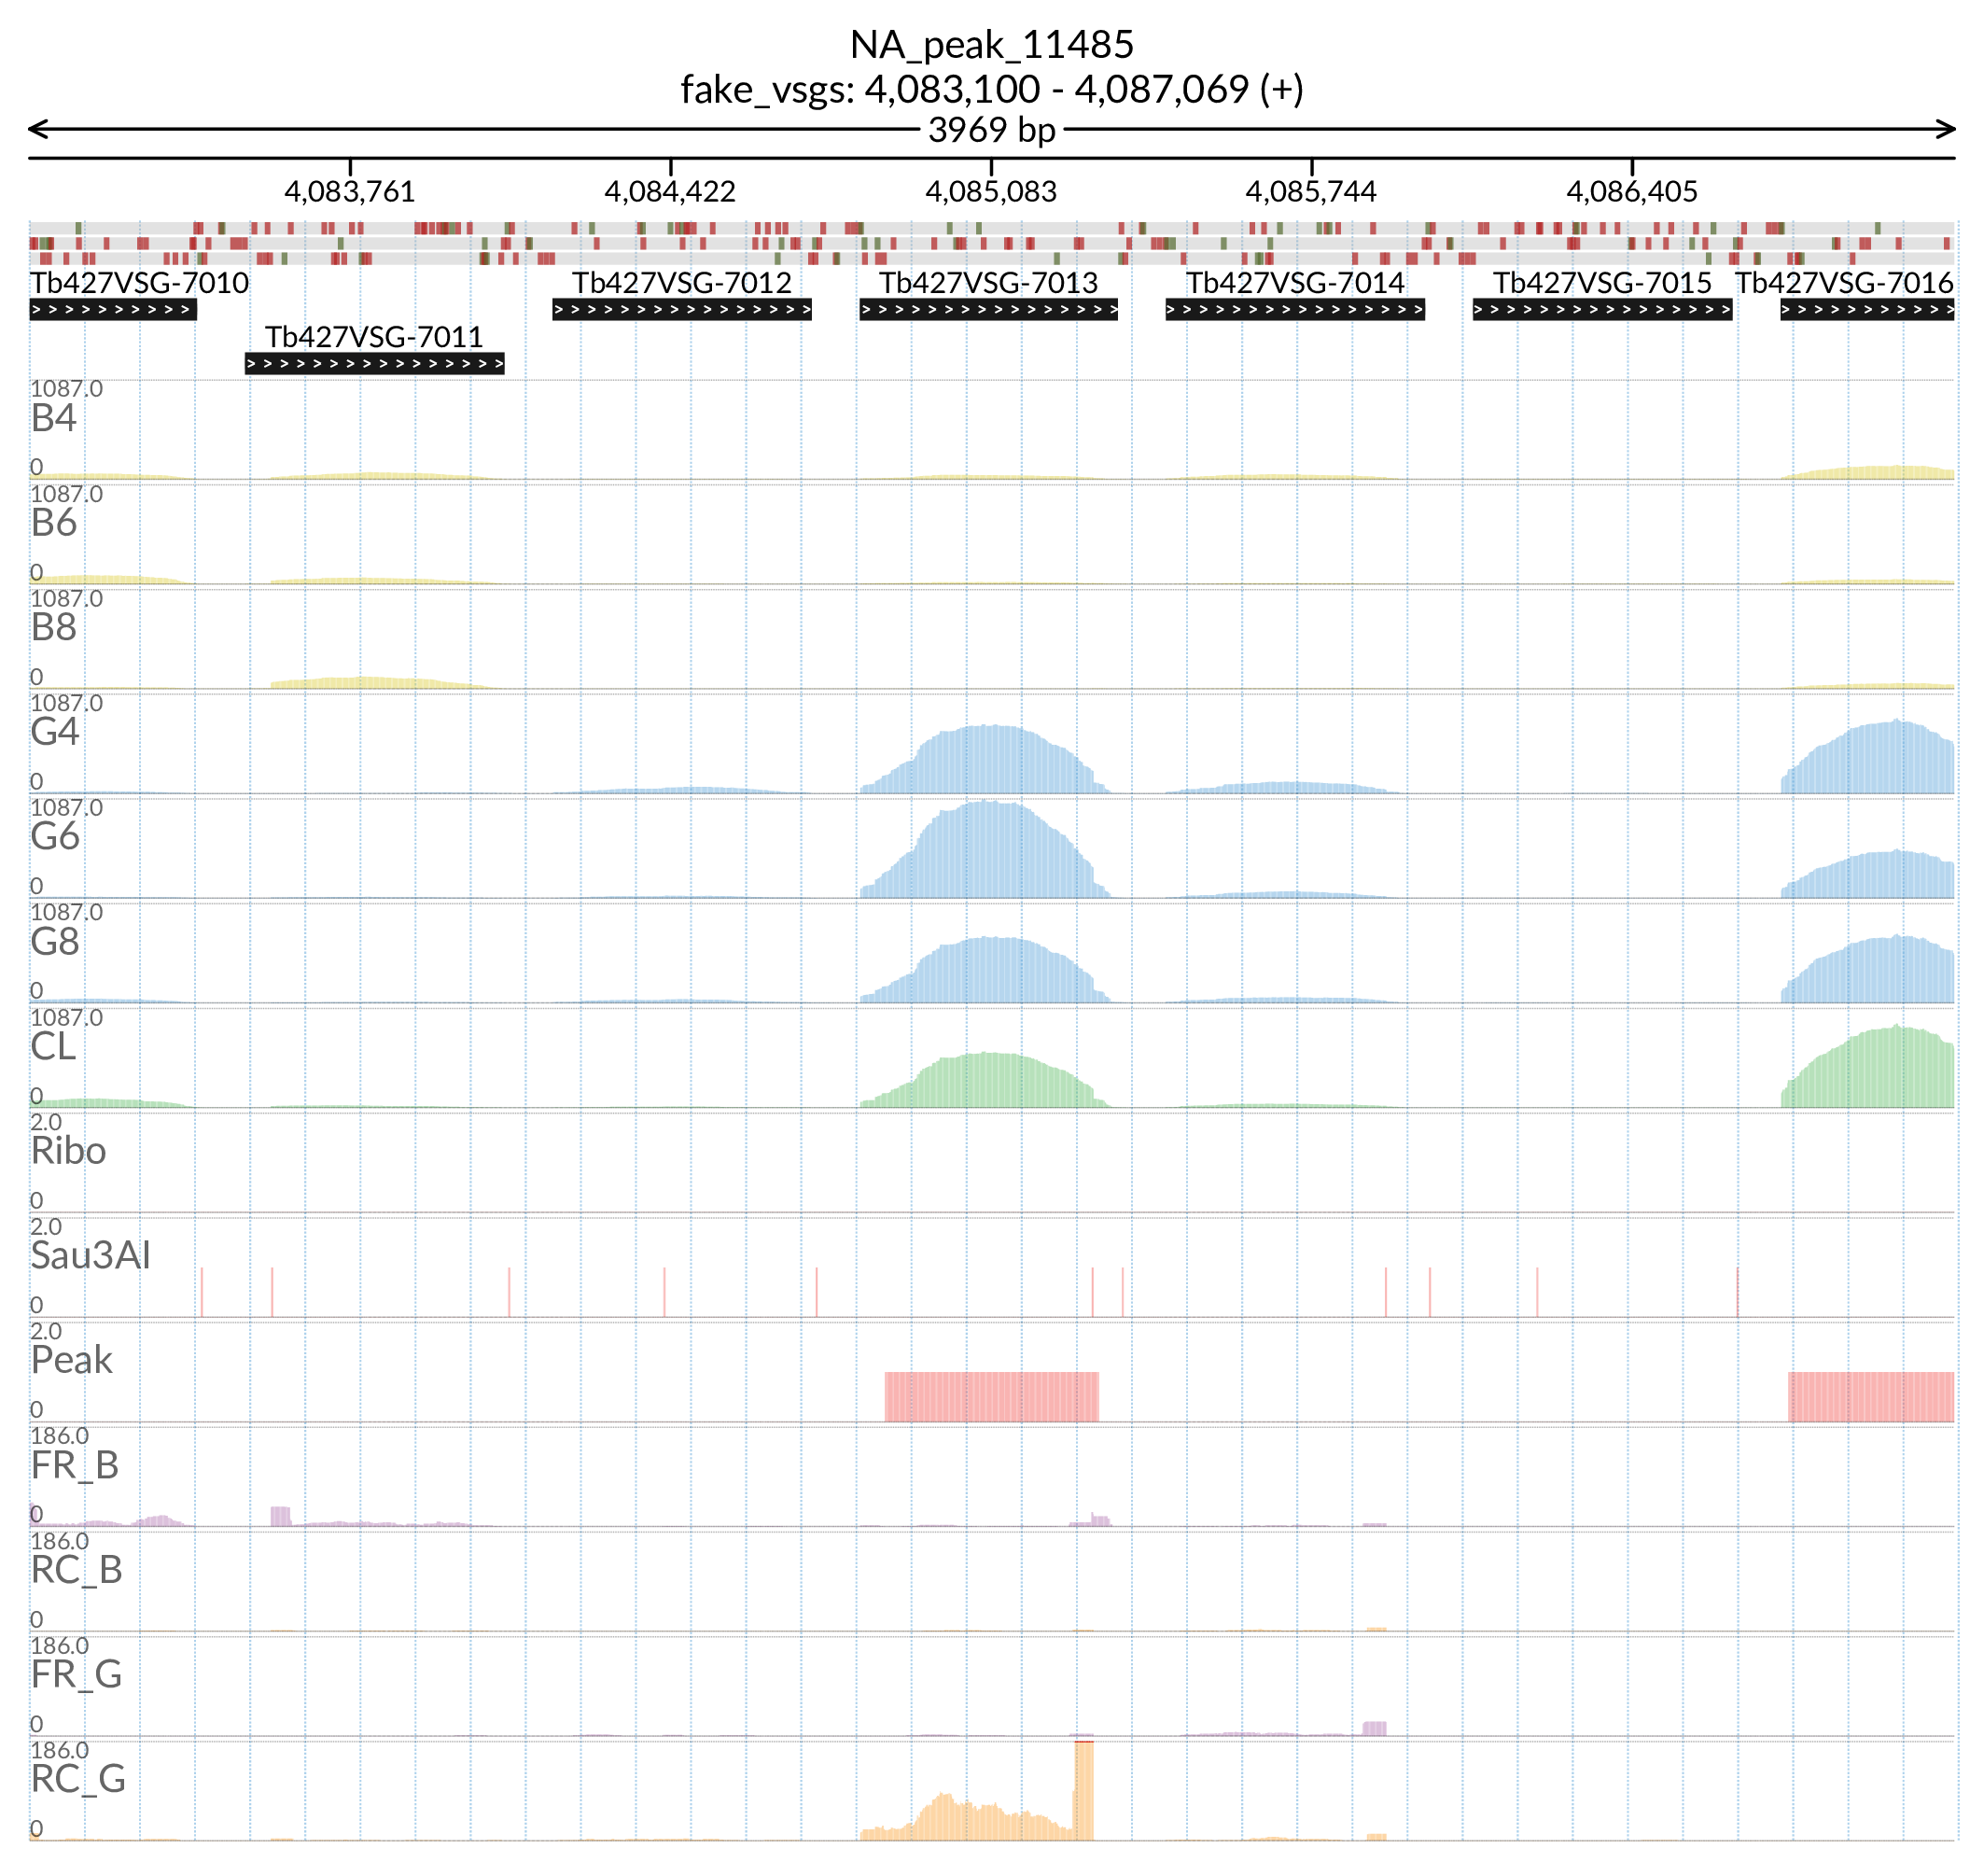 NA_peak_11485
fake_vsgs: 4,083,100 - 4,087,069 (+)
3969 bp
4,083,761 4,084,422 4,085,083 4,085,744 4,086,405
Tb427VSG-7010 Tb427VSG-7012 Tb427VSG-7013 Tb427VSG-7014 Tb427VSG-7015 Tb427VSG-7016
Tb427VSG-7011
1087.0
B4
0
1087.0
B6
0
1087.0
B8
0
1087.0
G4
0
1087.0
G6
0
1087.0
G8
0
1087.0
CL
0
2.0
Ribo
0
2.0
Sau3AI
0
2.0
Peak
0
186.0
FR_B
0
186.0
RC_B
0
186.0
FR_G
0
186.0
RC_G
0